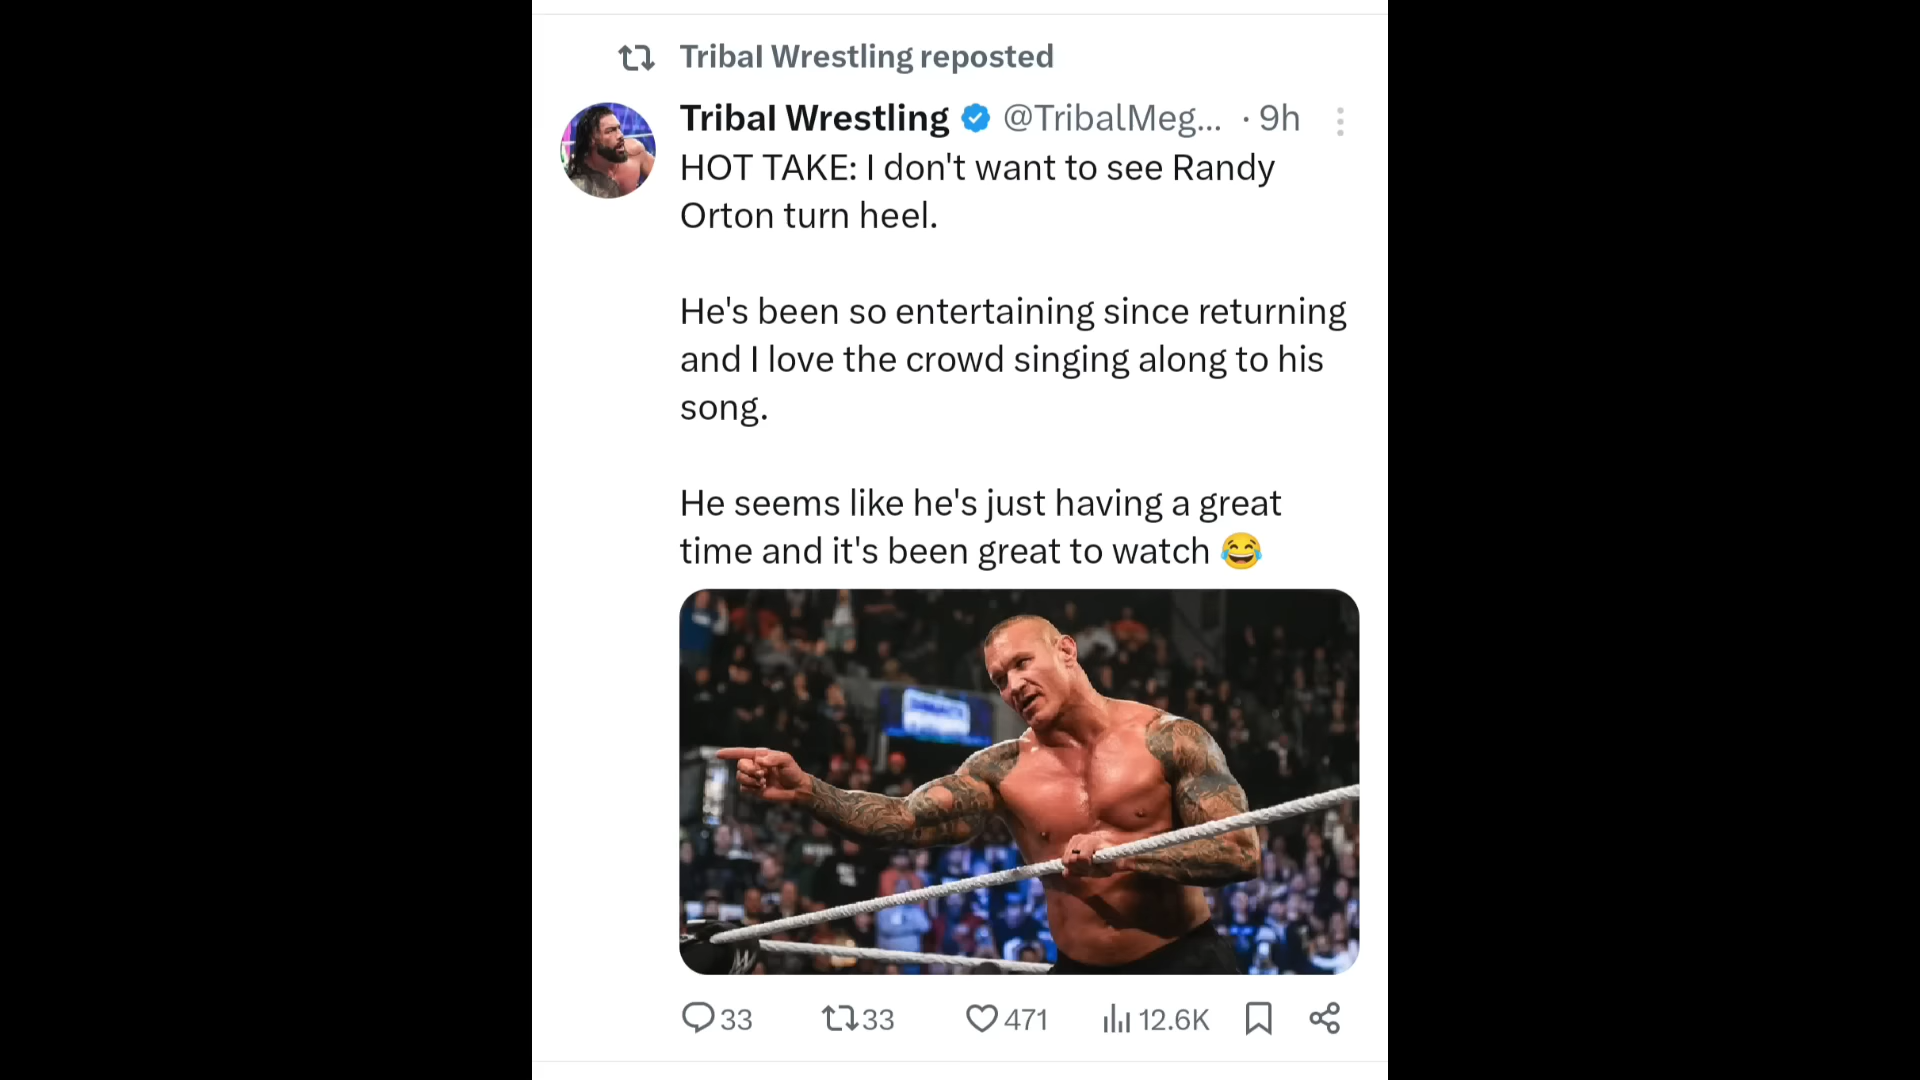 Tribal Wrestling reposted
Tribal Wrestling @TribalMeg... · 9h
HOT TAKE: I don't want to see Randy
Orton turn heel.
He's been so entertaining since returning
and I love the crowd singing along to his
song.
He seems like he's just having a great
time and it's been great to watch 😂
33 33 471 12.6K